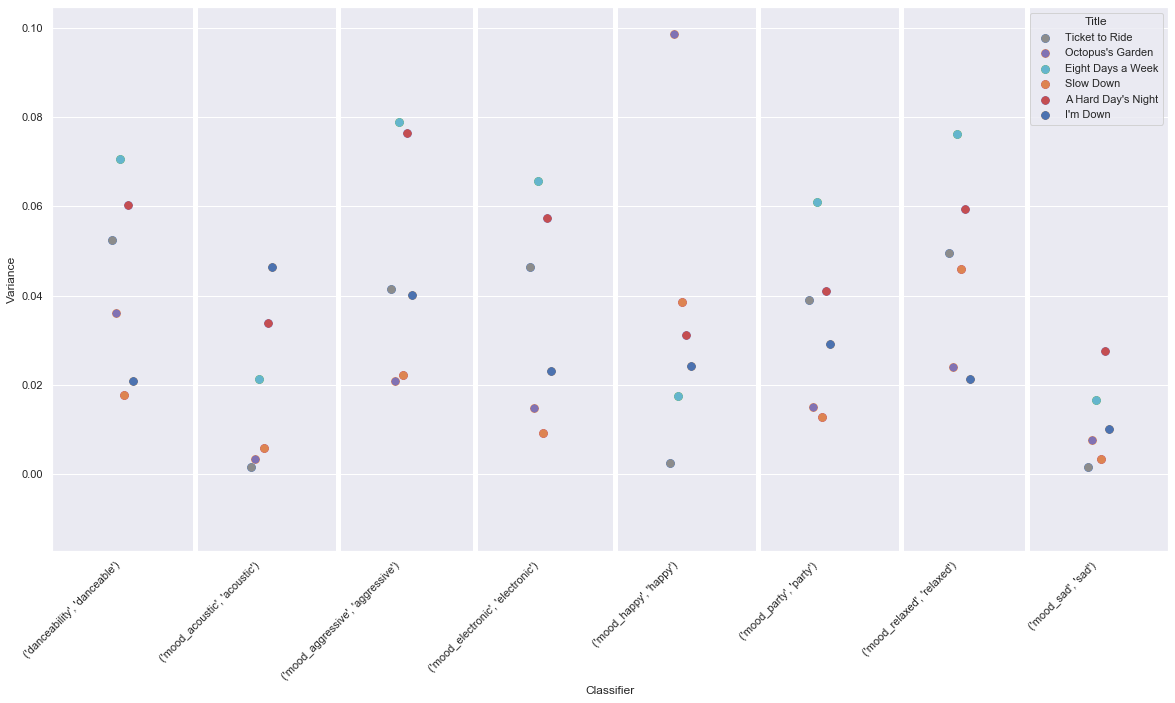 0.10
0.08
0.06
0.04
0.02
0.00
Variance
Title
Ticket to Ride
Octopus's Garden
Eight Days a Week
Slow Down
A Hard Day's Night
I'm Down
('danceability', 'danceable')
('mood_acoustic', 'acoustic')
('mood_aggressive', 'aggressive')
('mood_electronic', 'electronic')
('mood_happy', 'happy')
('mood_party', 'party')
('mood_relaxed', 'relaxed')
('mood_sad', 'sad')
Classifier